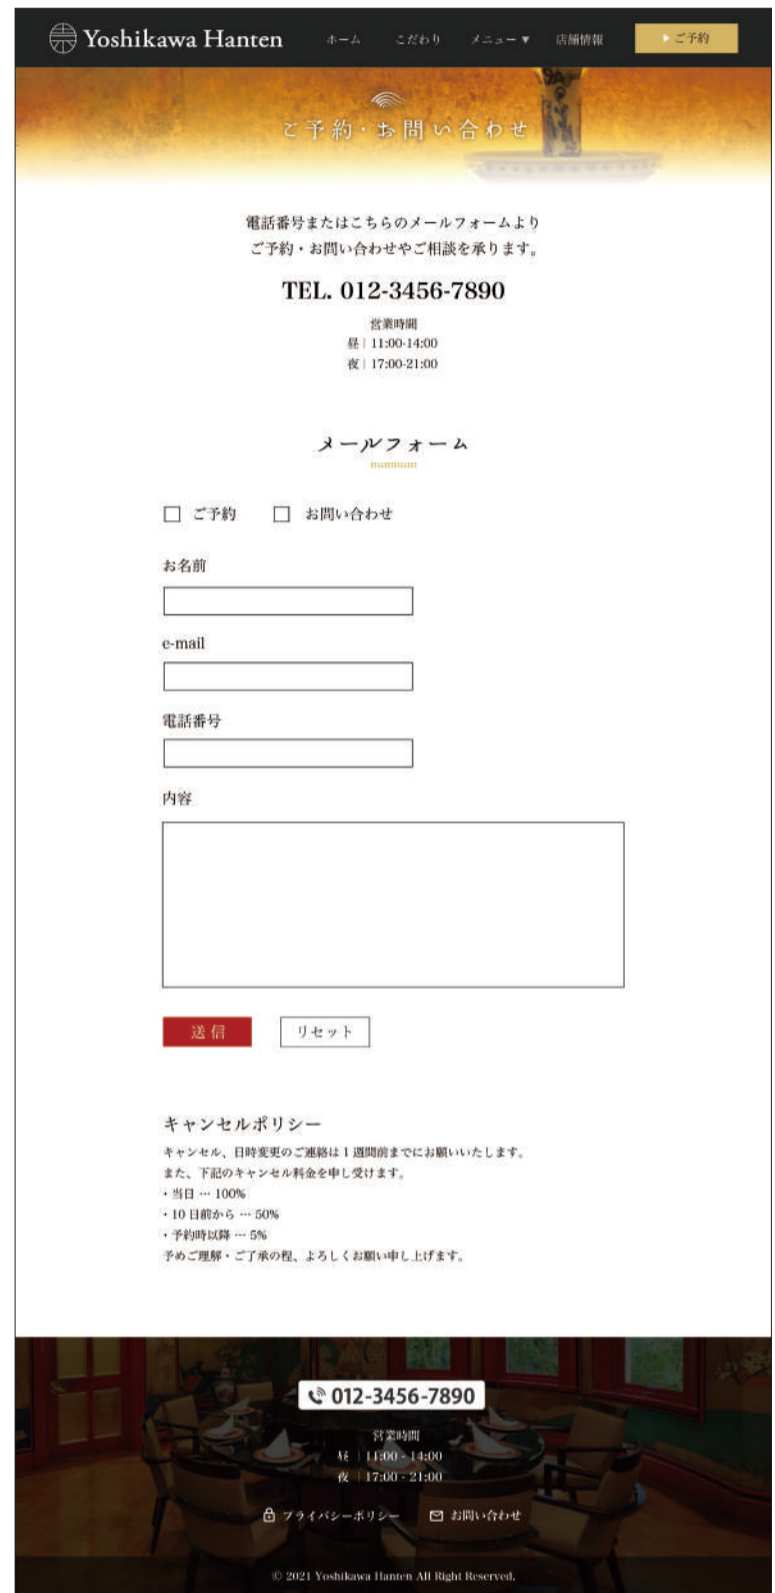 Yoshikawa Hanten
ホーム こだわり メニュー ▼ 店舗情報 ▶ ご予約
ご予約・お問い合わせ
電話番号またはこちらのメールフォームより
ご予約・お問い合わせやご相談を承ります。
TEL. 012-3456-7890
営業時間
昼 | 11:00-14:00
夜 | 17:00-21:00
メールフォーム
ご予約 お問い合わせ
お名前
e-mail
電話番号
内容
送信 リセット
キャンセルポリシー
キャンセル、日時変更のご連絡は1週間前までにお願いいたします。
また、下記のキャンセル料金を申し受けます。
・当日 … 100%
・10日前から … 50%
・予約時以降 … 5%
予めご理解・ご了承の程、よろしくお願い申し上げます。
012-3456-7890
営業時間
昼 | 11:00 - 14:00
夜 | 17:00 - 21:00
プライバシーポリシー お問い合わせ
© 2021 Yoshikawa Hanten All Right Reserved.